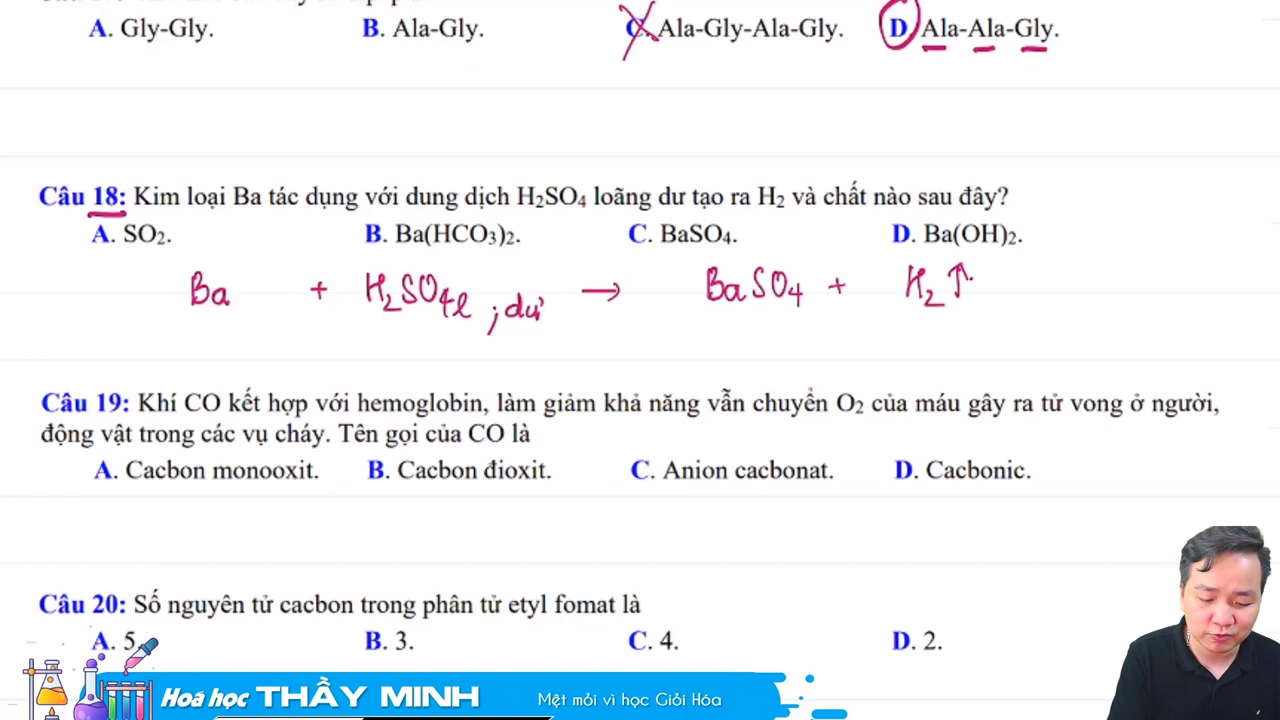 A. Gly-Gly. B. Ala-Gly. C. Ala-Gly-Ala-Gly. D. Ala-Ala-Gly.
Câu 18: Kim loại Ba tác dụng với dung dịch H₂SO₄ loãng dư tạo ra H₂ và chất nào sau đây?
A. SO₂. B. Ba(HCO₃)₂. C. BaSO₄. D. Ba(OH)₂.
Ba + H₂SO₄ l ; dư → BaSO₄ + H₂↑
Câu 19: Khí CO kết hợp với hemoglobin, làm giảm khả năng vẫn chuyển O₂ của máu gây ra tử vong ở người,
động vật trong các vụ cháy. Tên gọi của CO là
A. Cacbon monooxit. B. Cacbon đioxit. C. Anion cacbonat. D. Cacbonic.
Câu 20: Số nguyên tử cacbon trong phân tử etyl fomat là
A. 5. B. 3. C. 4. D. 2.
Hoá học THẦY MINH Mệt mỏi vì học Giỏi Hóa